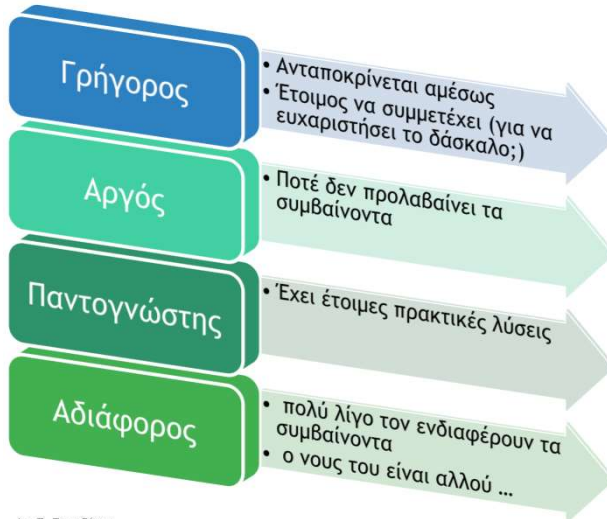 Γρήγορος
• Ανταποκρίνεται αμέσως
• Έτοιμος να συμμετέχει (για να
ευχαριστήσει το δάσκαλο;)
Αργός
• Ποτέ δεν προλαβαίνει τα
συμβαίνοντα
Παντογνώστης
• Έχει έτοιμες πρακτικές λύσεις
Αδιάφορος
• πολύ λίγο τον ενδιαφέρουν τα
συμβαίνοντα
• ο νους του είναι αλλού ...